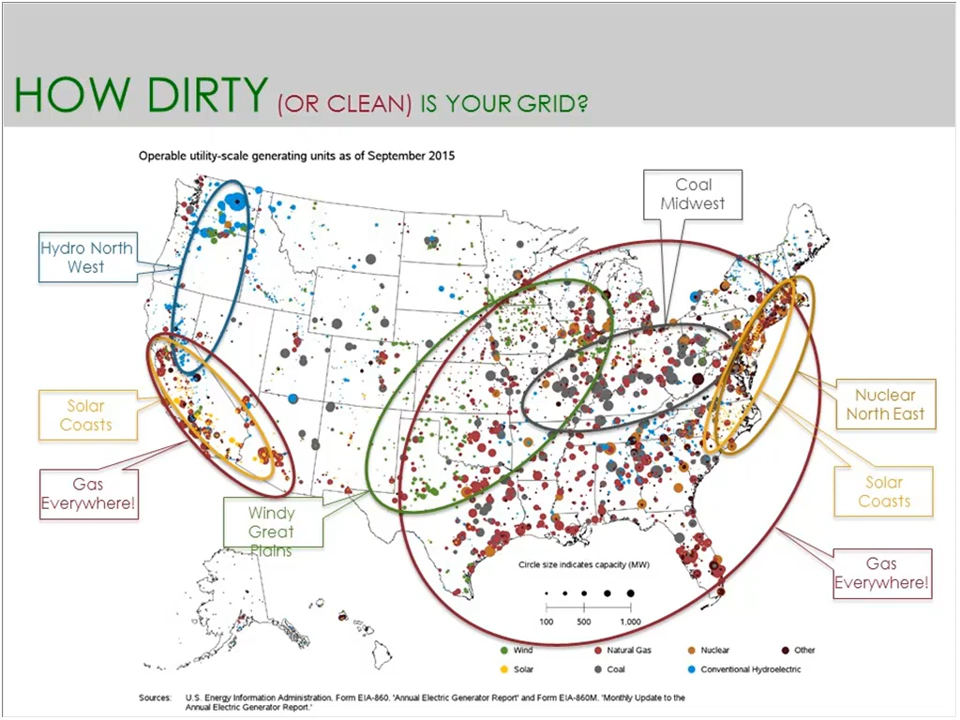 HOW DIRTY (OR CLEAN) IS YOUR GRID?
Operable utility-scale generating units as of September 2015
Coal
Midwest
Hydro North
West
Solar
Coasts
Gas
Everywhere!
Windy
Great
Plains
Nuclear
North East
Solar
Coasts
Gas
Everywhere!
Circle size indicates capacity (MW)
100 500 1,000
Wind Natural Gas Nuclear Other
Solar Coal Conventional Hydroelectric
Sources: U.S. Energy Information Administration, Form EIA-860, 'Annual Electric Generator Report' and Form EIA-860M, 'Monthly Update to the
Annual Electric Generator Report.'